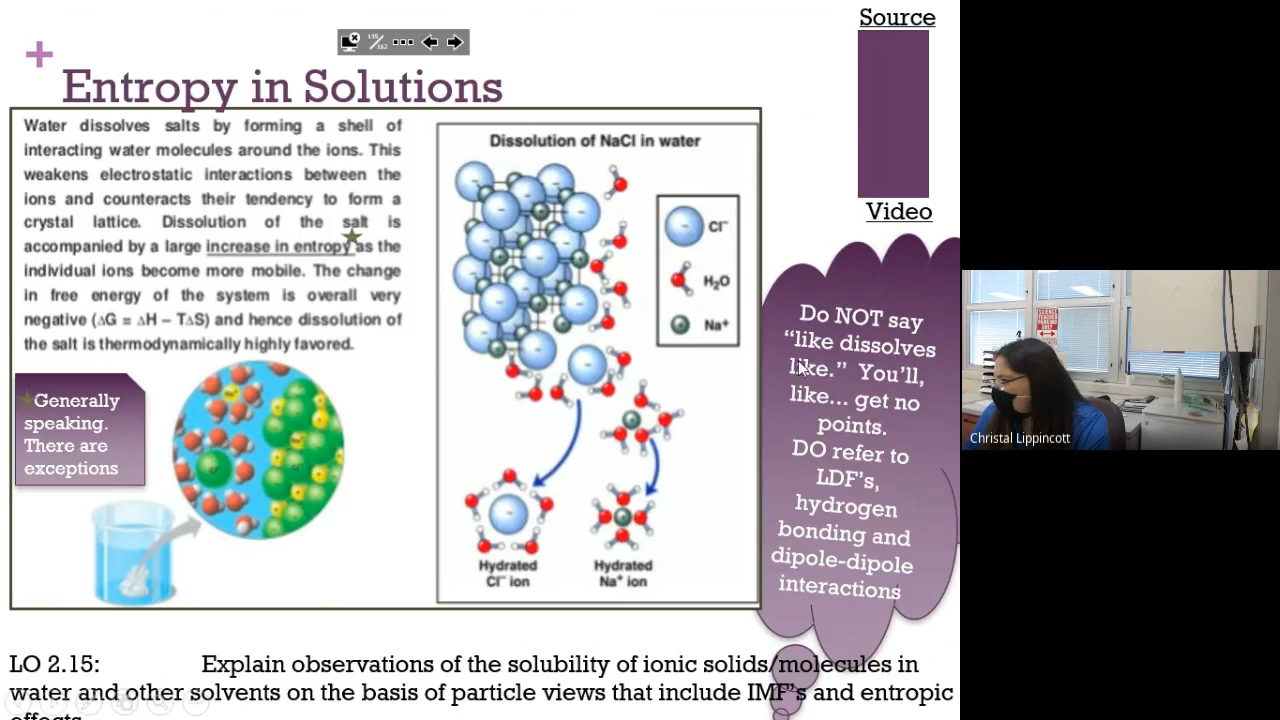 Source
139/162
+
Entropy in Solutions
Water dissolves salts by forming a shell of
interacting water molecules around the ions. This
weakens electrostatic interactions between the
ions and counteracts their tendency to form a
crystal lattice. Dissolution of the salt is
accompanied by a large increase in entropy as the
individual ions become more mobile. The change
in free energy of the system is overall very
negative (ΔG = ΔH – TΔS) and hence dissolution of
the salt is thermodynamically highly favored.
Generally
speaking.
There are
exceptions
Dissolution of NaCl in water
Cl⁻
H₂O
Na⁺
Hydrated
Cl⁻ ion
Hydrated
Na⁺ ion
Video
Do NOT say
“like dissolves
like.” You’ll,
like... get no
points.
DO refer to
LDF’s,
hydrogen
bonding and
dipole-dipole
interactions
Christal Lippincott
LO 2.15: Explain observations of the solubility of ionic solids/molecules in
water and other solvents on the basis of particle views that include IMF’s and entropic
effects.